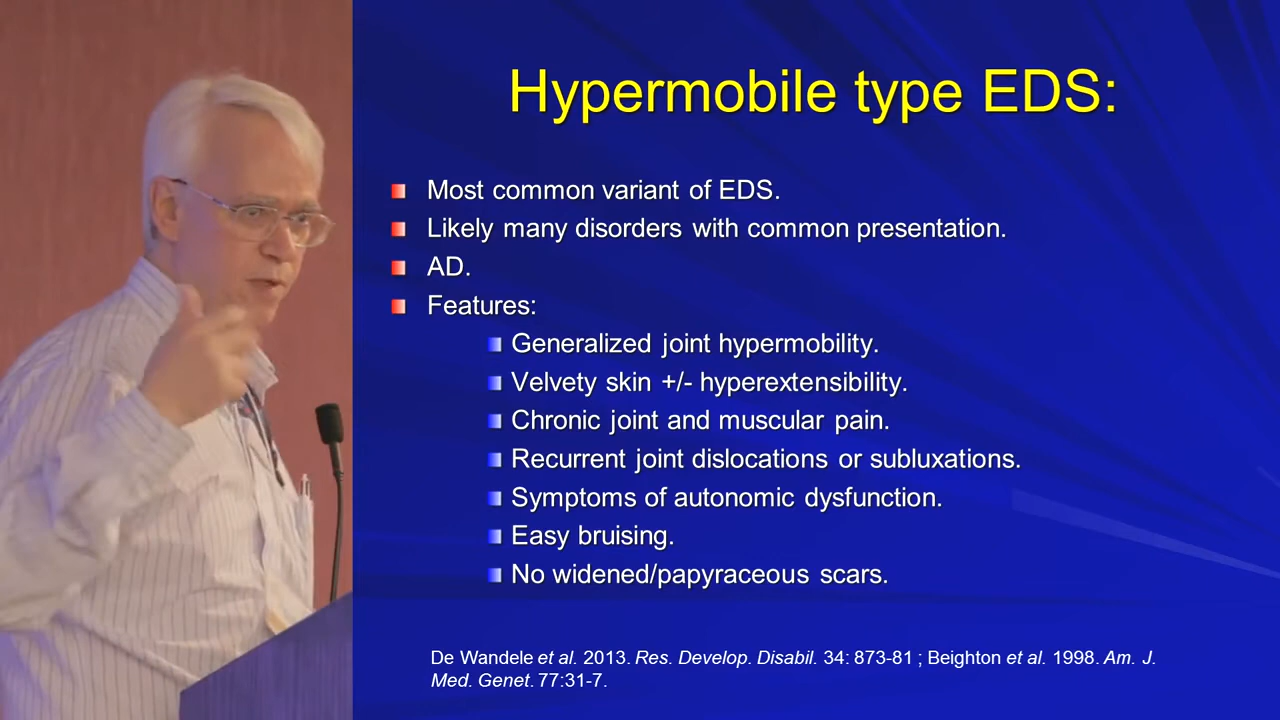 Hypermobile type EDS:
Most common variant of EDS.
Likely many disorders with common presentation.
AD.
Features:
Generalized joint hypermobility.
Velvety skin +/- hyperextensibility.
Chronic joint and muscular pain.
Recurrent joint dislocations or subluxations.
Symptoms of autonomic dysfunction.
Easy bruising.
No widened/papyraceous scars.
De Wandele et al. 2013. Res. Develop. Disabil. 34: 873-81 ; Beighton et al. 1998. Am. J.
Med. Genet. 77:31-7.